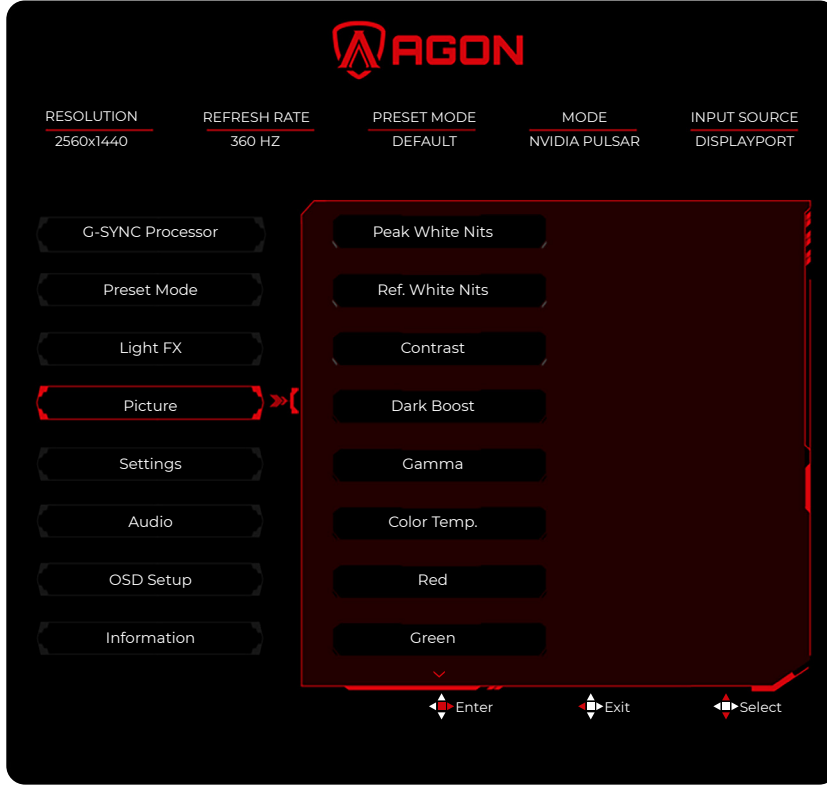 AGON
RESOLUTION
2560x1440
REFRESH RATE
360 HZ
PRESET MODE
DEFAULT
MODE
NVIDIA PULSAR
INPUT SOURCE
DISPLAYPORT
G-SYNC Processor
Preset Mode
Light FX
Picture
Settings
Audio
OSD Setup
Information
Peak White Nits
Ref. White Nits
Contrast
Dark Boost
Gamma
Color Temp.
Red
Green
Enter
Exit
Select